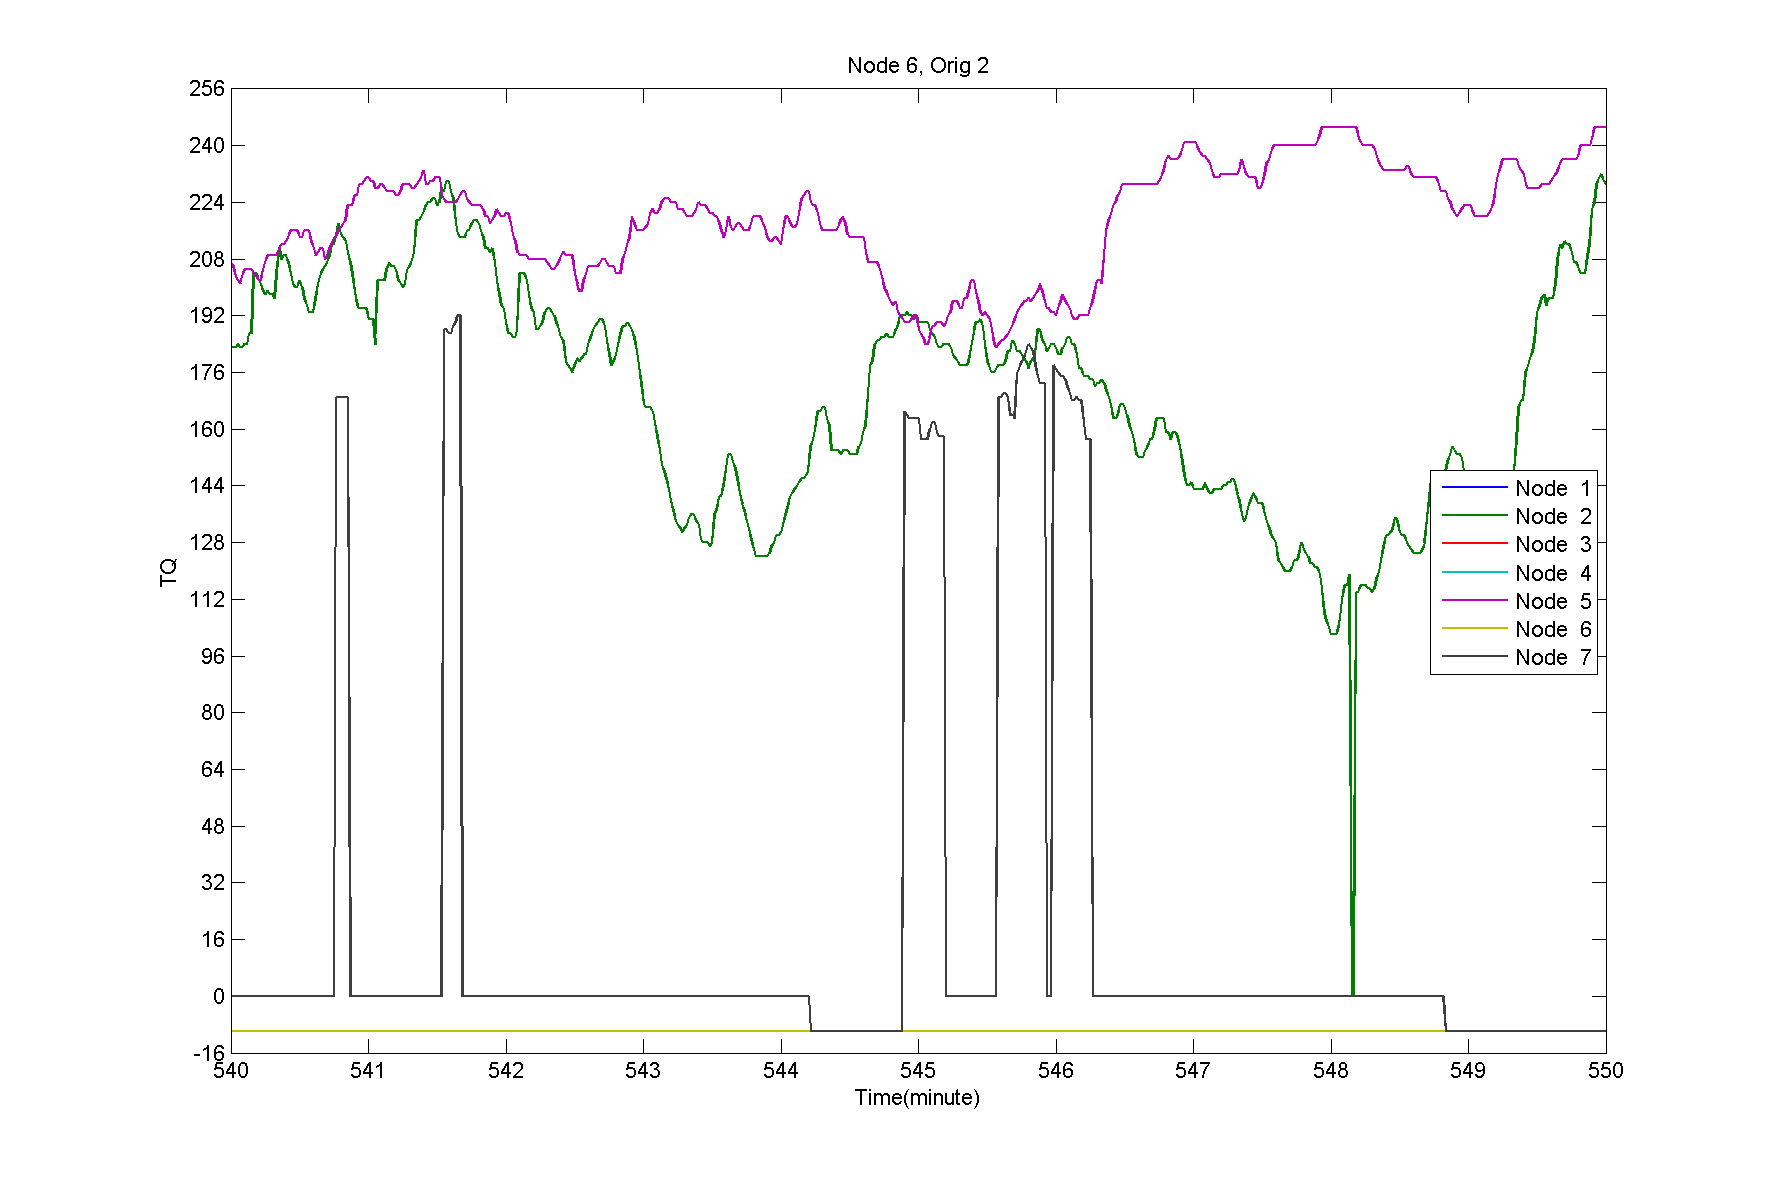 Node 6, Orig 2
256
240
224
208
192
176
160
144
128
112
96
80
64
48
32
16
0
-16
TQ
Node 1
Node 2
Node 3
Node 4
Node 5
Node 6
Node 7
540 541 542 543 544 545 546 547 548 549 550
Time(minute)